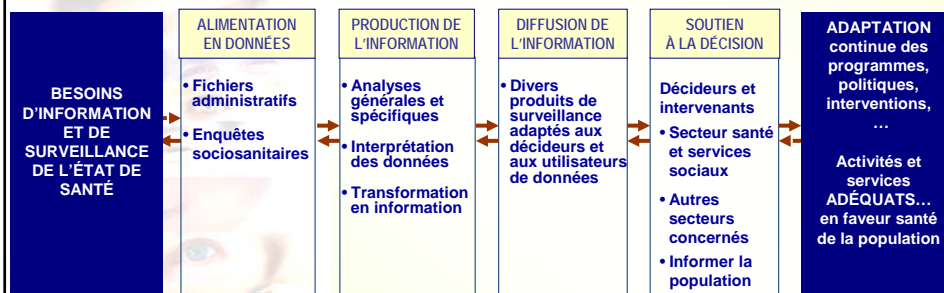 BESOINS
D'INFORMATION
ET DE
SURVEILLANCE
DE L'ÉTAT DE
SANTÉ
ALIMENTATION
EN DONNÉES
• Fichiers
administratifs
• Enquêtes
sociosanitaires
PRODUCTION DE
L'INFORMATION
• Analyses
générales et
spécifiques
• Interprétation
des données
• Transformation
en information
DIFFUSION DE
L'INFORMATION
• Divers
produits de
surveillance
adaptés aux
décideurs et
aux utilisateurs
de données
SOUTIEN
À LA DÉCISION
Décideurs et
intervenants
• Secteur santé
et services
sociaux
• Autres
secteurs
concernés
• Informer la
population
ADAPTATION
continue des
programmes,
politiques,
interventions,
…
Activités et
services
ADÉQUATS…
en faveur santé
de la population